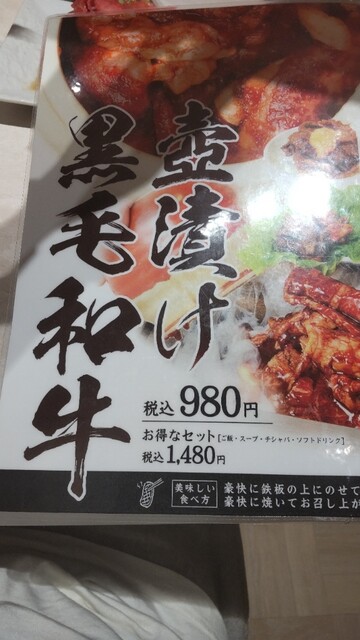 壺漬け
黒毛和牛
税込980円
お得なセット[ご飯・スープ・チシャバ・ソフトドリンク]
税込1,480円
美味しい
食べ方
豪快に鉄板の上にのせて
豪快に焼いてお召し上が